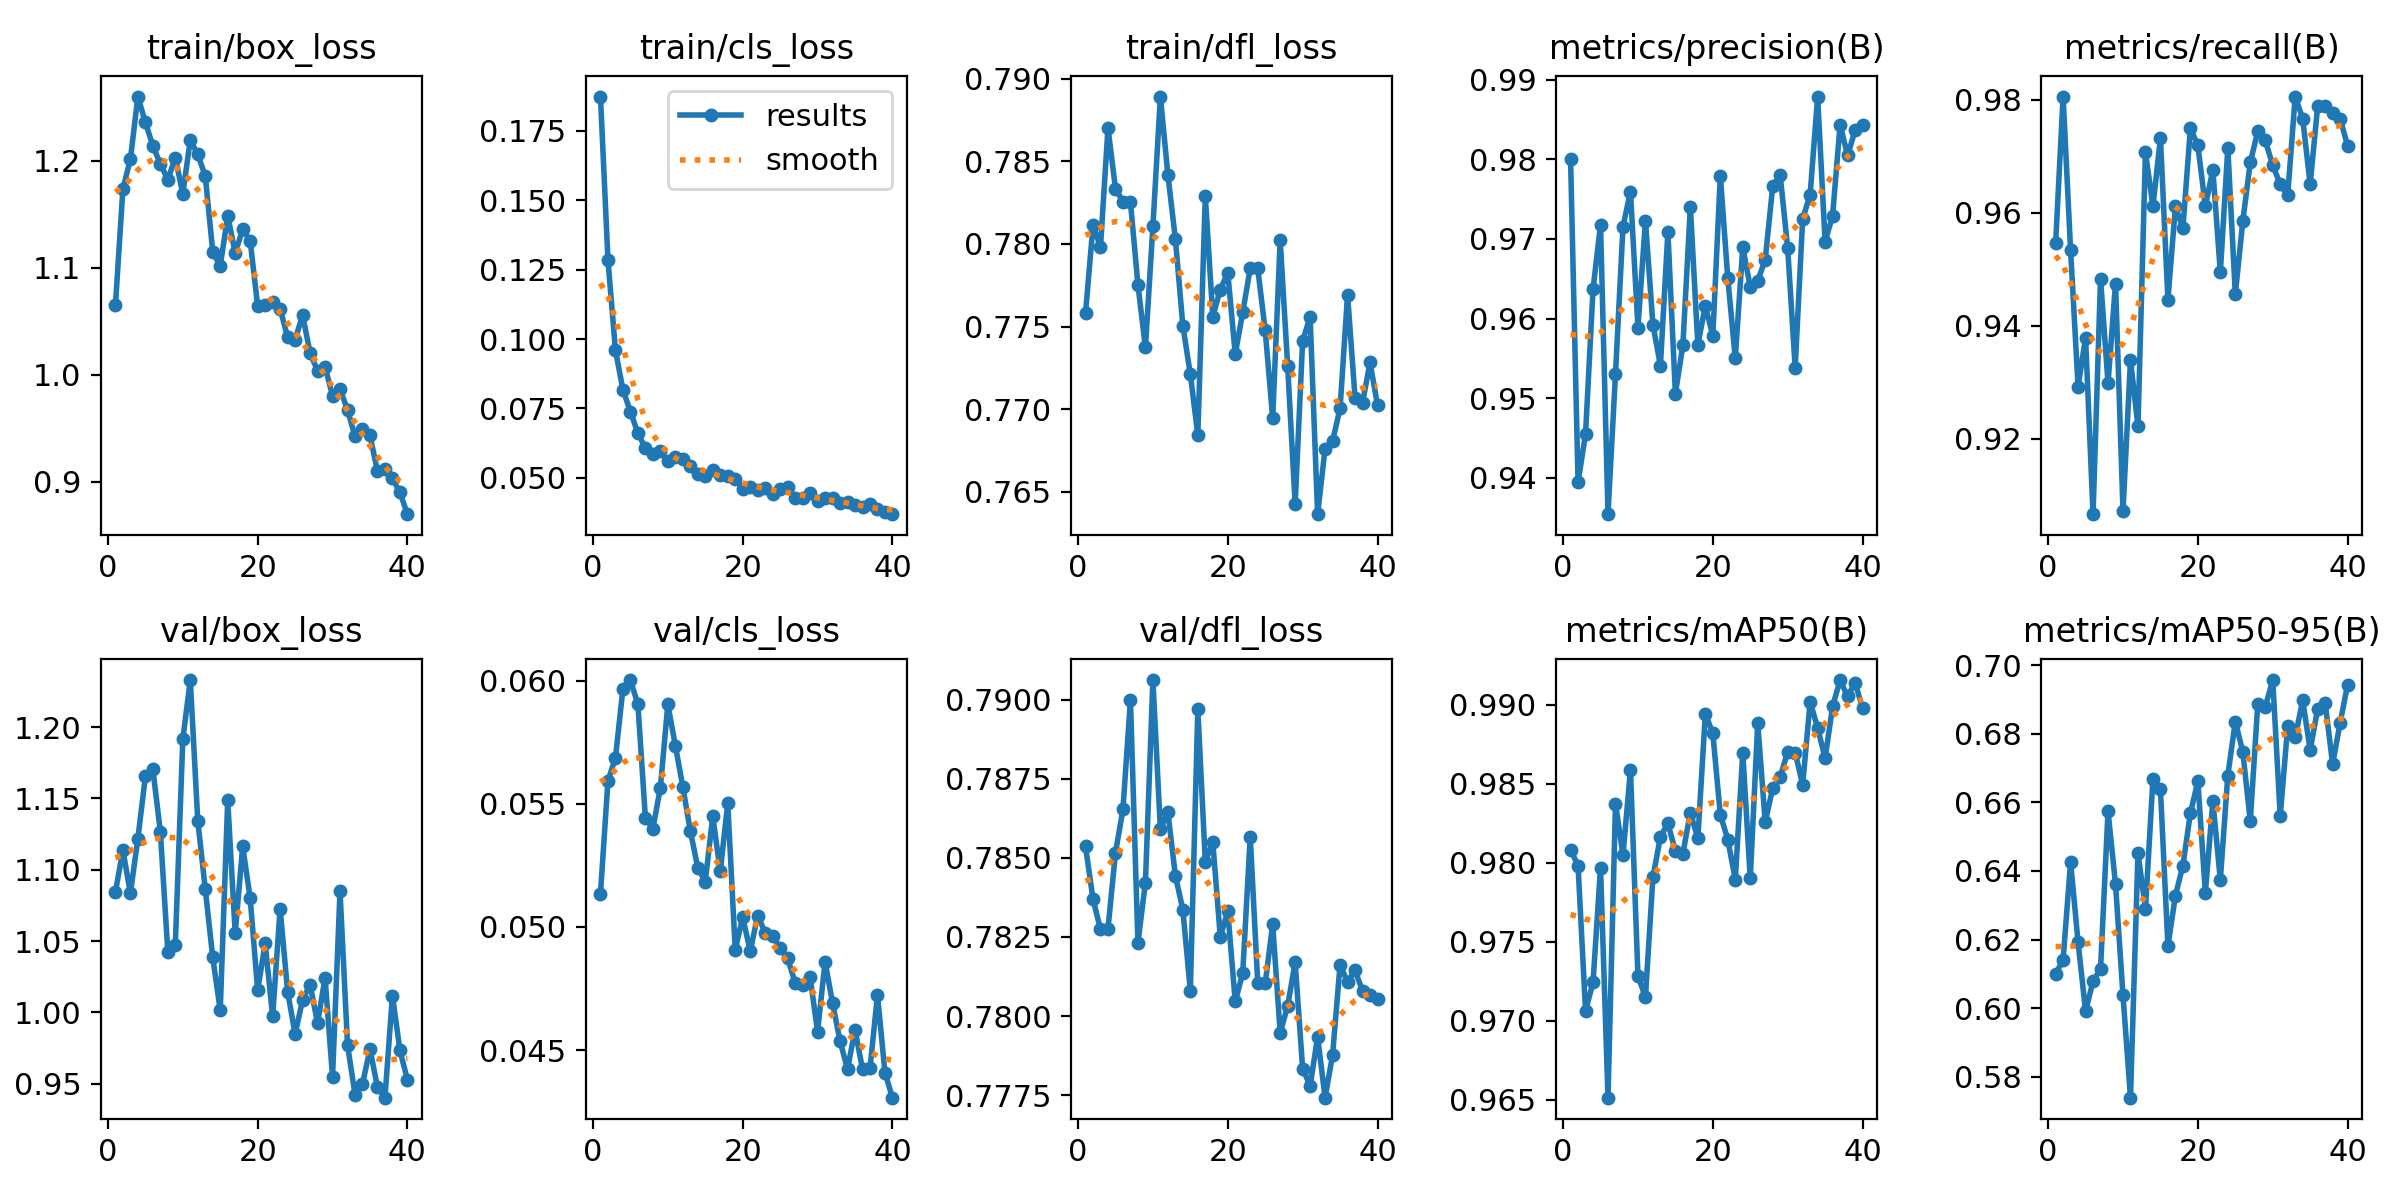 train/box_loss
train/cls_loss
train/dfl_loss
metrics/precision(B)
metrics/recall(B)
1.2
1.1
1.0
0.9
0 20 40
0.175
0.150
0.125
0.100
0.075
0.050
results
smooth
0 20 40
0.790
0.785
0.780
0.775
0.770
0.765
0 20 40
0.99
0.98
0.97
0.96
0.95
0.94
0 20 40
0.98
0.96
0.94
0.92
0 20 40
val/box_loss
val/cls_loss
val/dfl_loss
metrics/mAP50(B)
metrics/mAP50-95(B)
1.20
1.15
1.10
1.05
1.00
0.95
0 20 40
0.060
0.055
0.050
0.045
0 20 40
0.7900
0.7875
0.7850
0.7825
0.7800
0.7775
0 20 40
0.990
0.985
0.980
0.975
0.970
0.965
0 20 40
0.70
0.68
0.66
0.64
0.62
0.60
0.58
0 20 40